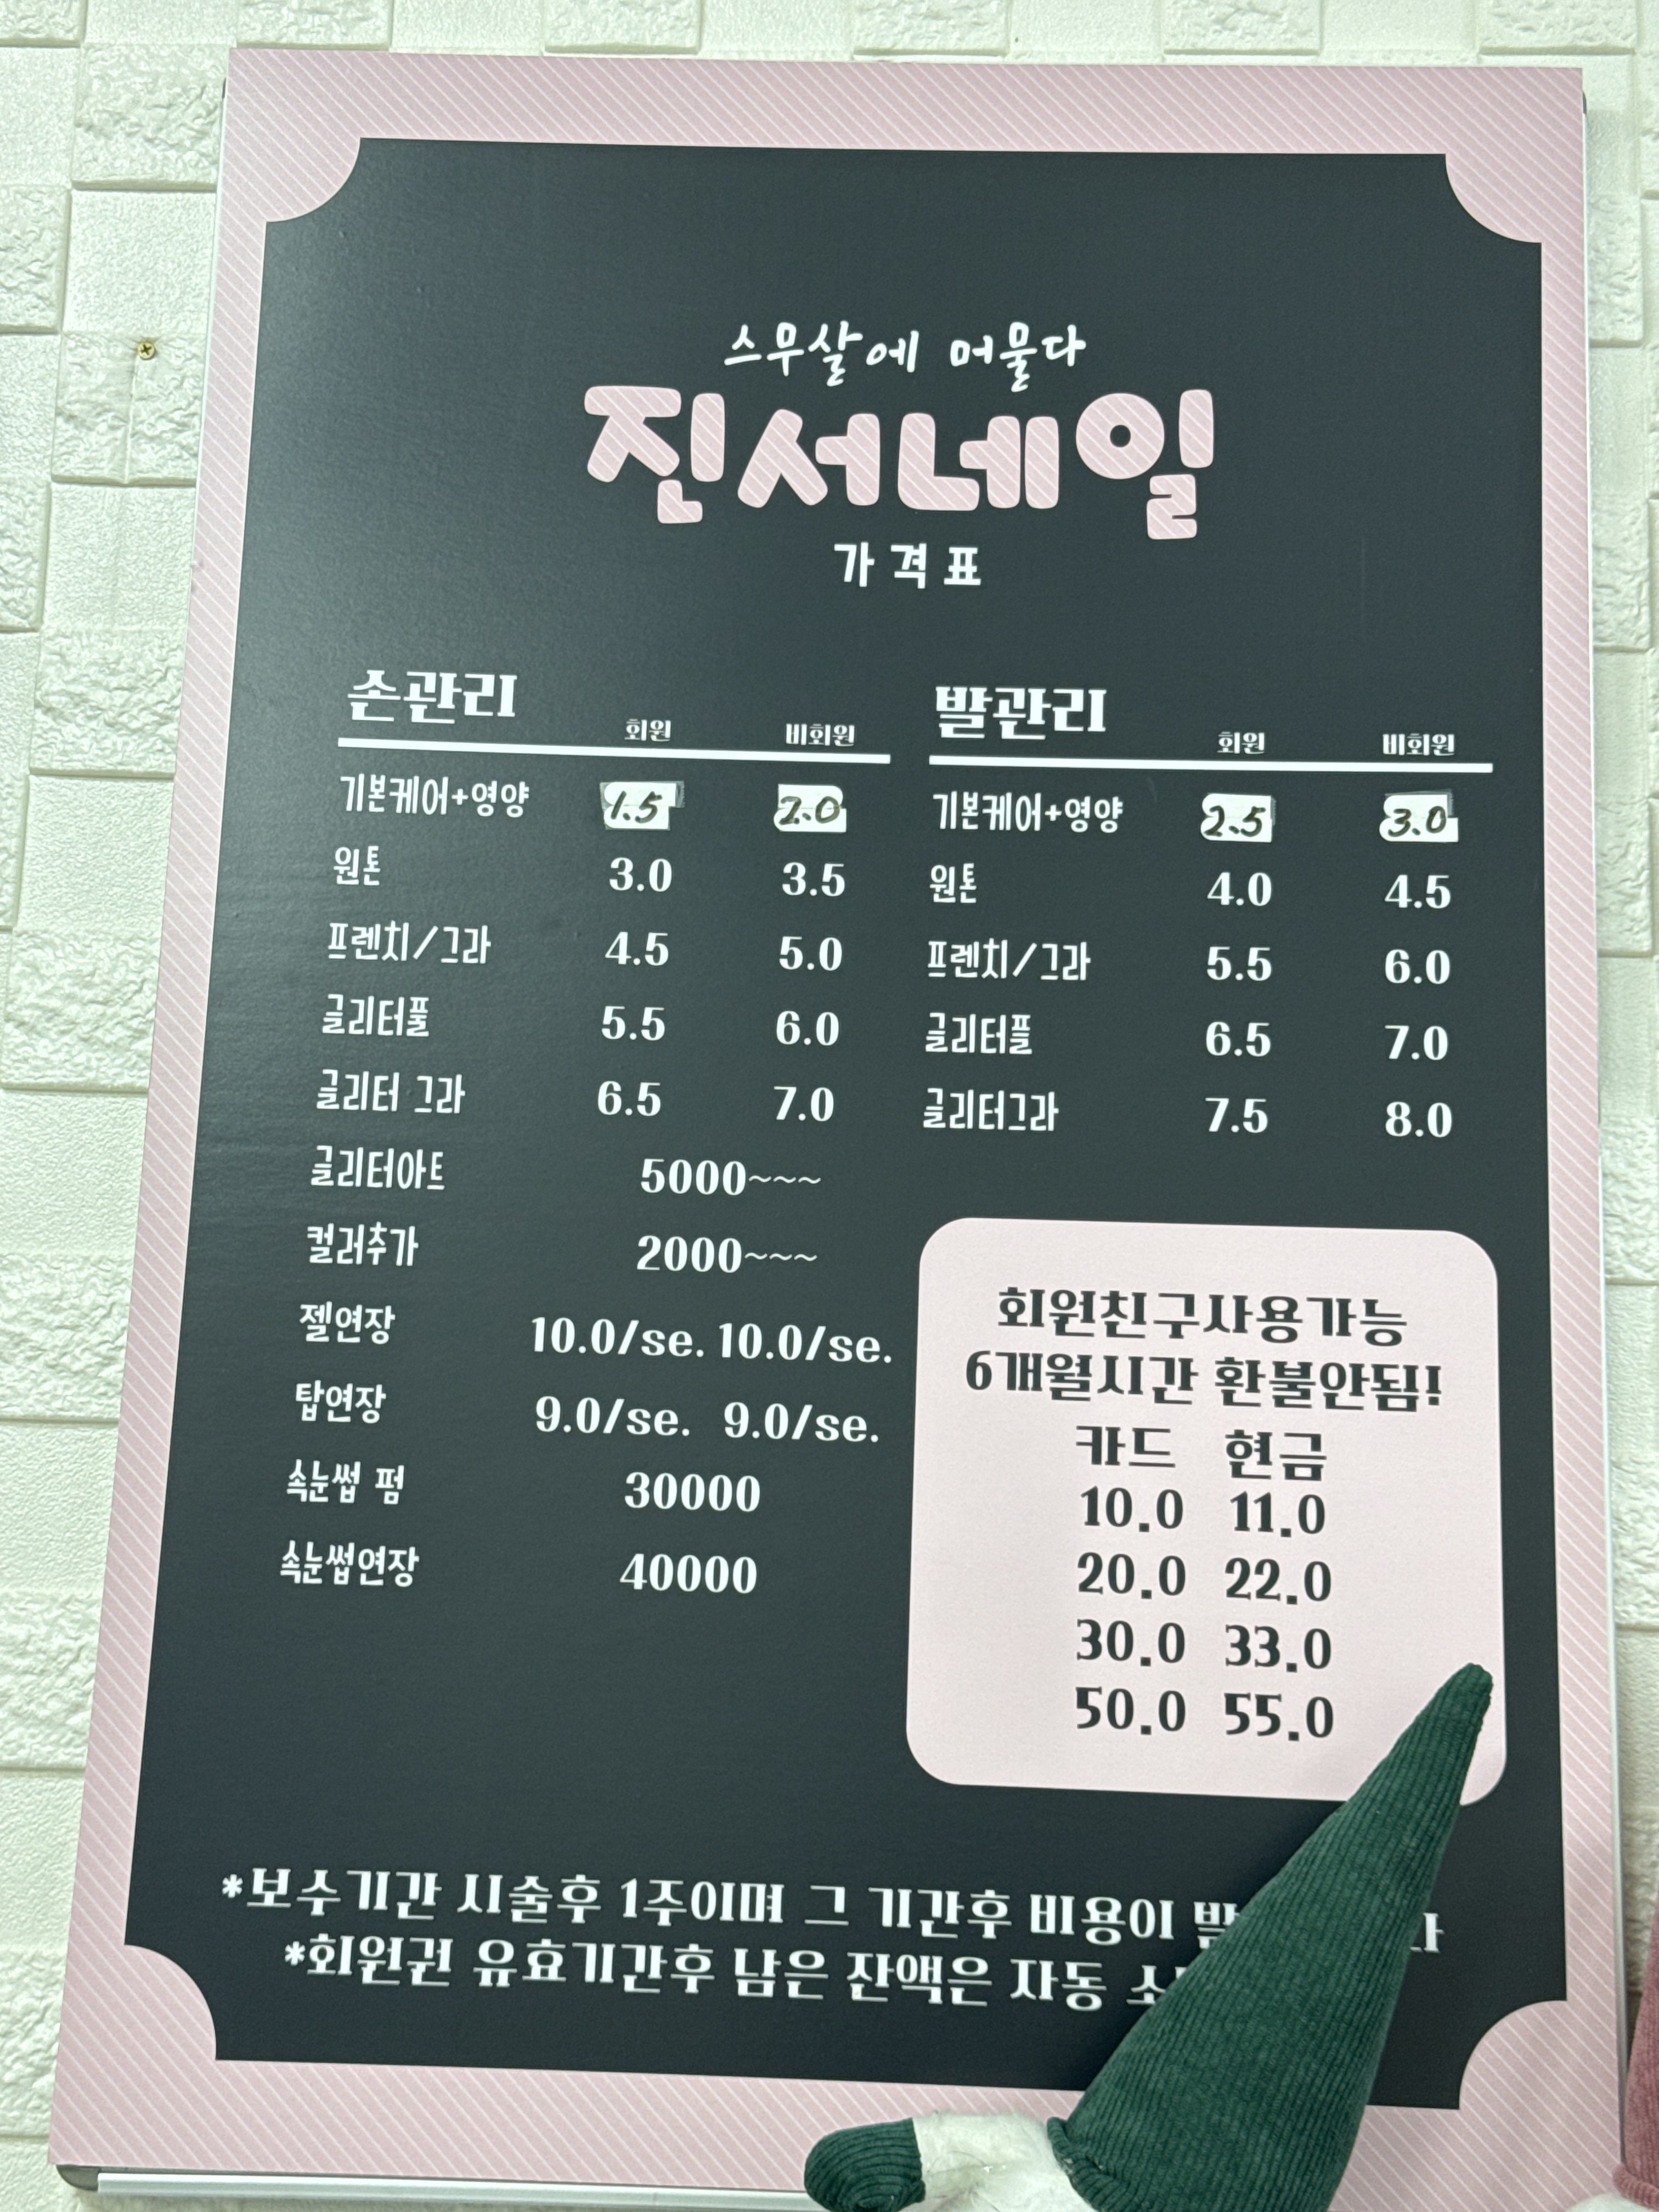 스무살에 머물다
진서네일
가격표
손관리 회원 비회원
기본케어+영양 1.5 2.0
원톤 3.0 3.5
프렌치/그라 4.5 5.0
글리터풀 5.5 6.0
글리터 그라 6.5 7.0
글리터아트 5000~~~
컬러추가 2000~~~
젤연장 10.0/se. 10.0/se.
탑연장 9.0/se. 9.0/se.
속눈썹 펌 30000
속눈썹연장 40000
발관리 회원 비회원
기본케어+영양 2.5 3.0
원톤 4.0 4.5
프렌치/그라 5.5 6.0
글리터플 6.5 7.0
글리터그라 7.5 8.0
회원친구사용가능
6개월시간 환불안됨!
카드 현금
10.0 11.0
20.0 22.0
30.0 33.0
50.0 55.0
*보수기간 시술후 1주이며 그 기간후 비용이
*회원권 유효기간후 남은 잔액은 자동